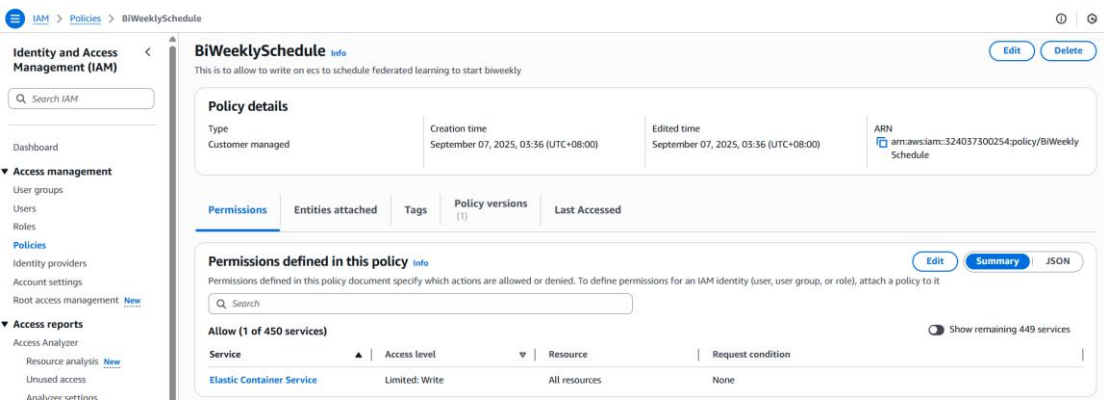 IAM > Policies > BiWeeklySchedule
Identity and Access
Management (IAM)
Search IAM
Dashboard
Access management
User groups
Users
Roles
Policies
Identity providers
Account settings
Root access management New
Access reports
Access Analyzer
Resource analysis New
Unused access
Analyzer settings
BiWeeklySchedule Info
Edit
Delete
This is to allow to write on ecs to schedule federated learning to start biweekly
Policy details
Type
Customer managed
Creation time
September 07, 2025, 03:36 (UTC+08:00)
Edited time
September 07, 2025, 03:36 (UTC+08:00)
ARN
arn:aws:iam::324037300254:policy/BiWeekly
Schedule
Permissions
Entities attached
Tags
Policy versions
(1)
Last Accessed
Permissions defined in this policy Info
Edit
Summary
JSON
Permissions defined in this policy document specify which actions are allowed or denied. To define permissions for an IAM identity (user, user group, or role), attach a policy to it
Search
Allow (1 of 450 services)
Show remaining 449 services
Service
Access level
Resource
Request condition
Elastic Container Service
Limited: Write
All resources
None